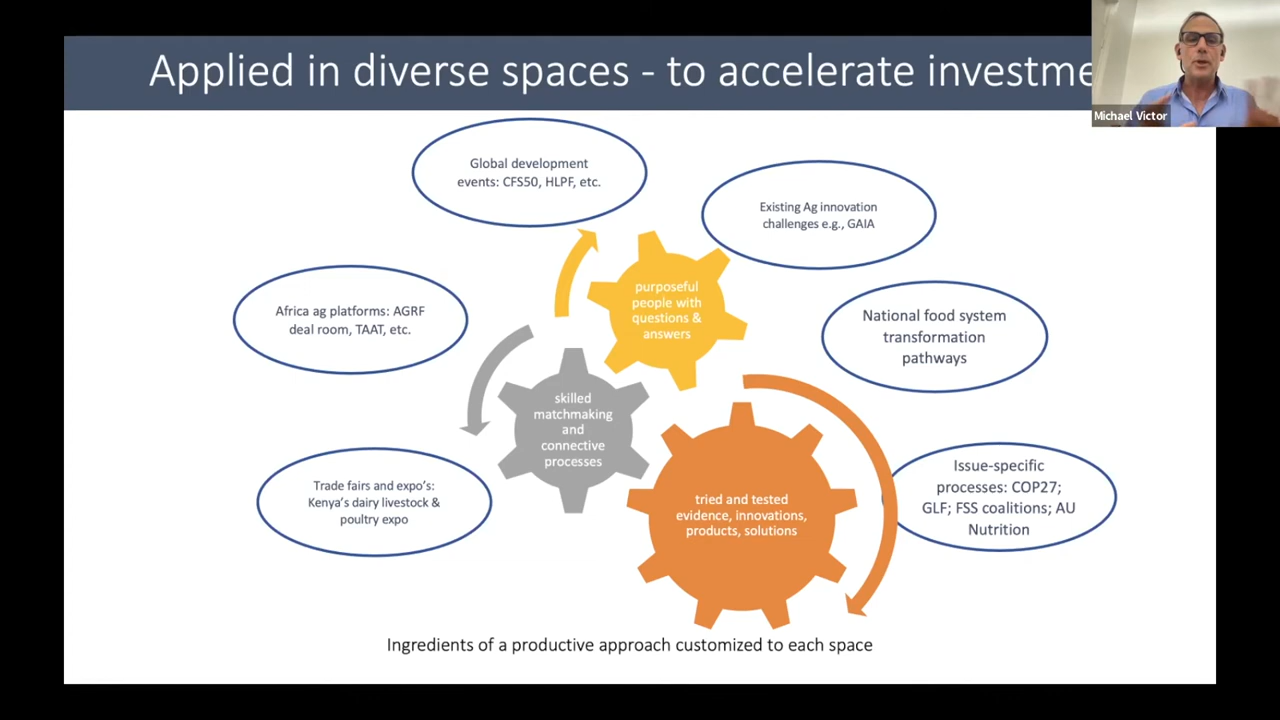 Applied in diverse spaces - to accelerate investme
Michael Victor
Global development
events: CFS50, HLPF, etc.
Existing Ag innovation
challenges e.g., GAIA
Africa ag platforms: AGRF
deal room, TAAT, etc.
purposeful
people with
questions &
answers
National food system
transformation
pathways
skilled
matchmaking
and
connective
processes
Trade fairs and expo's:
Kenya's dairy livestock &
poultry expo
tried and tested
evidence, innovations,
products, solutions
Issue-specific
processes: COP27;
GLF; FSS coalitions; AU
Nutrition
Ingredients of a productive approach customized to each space